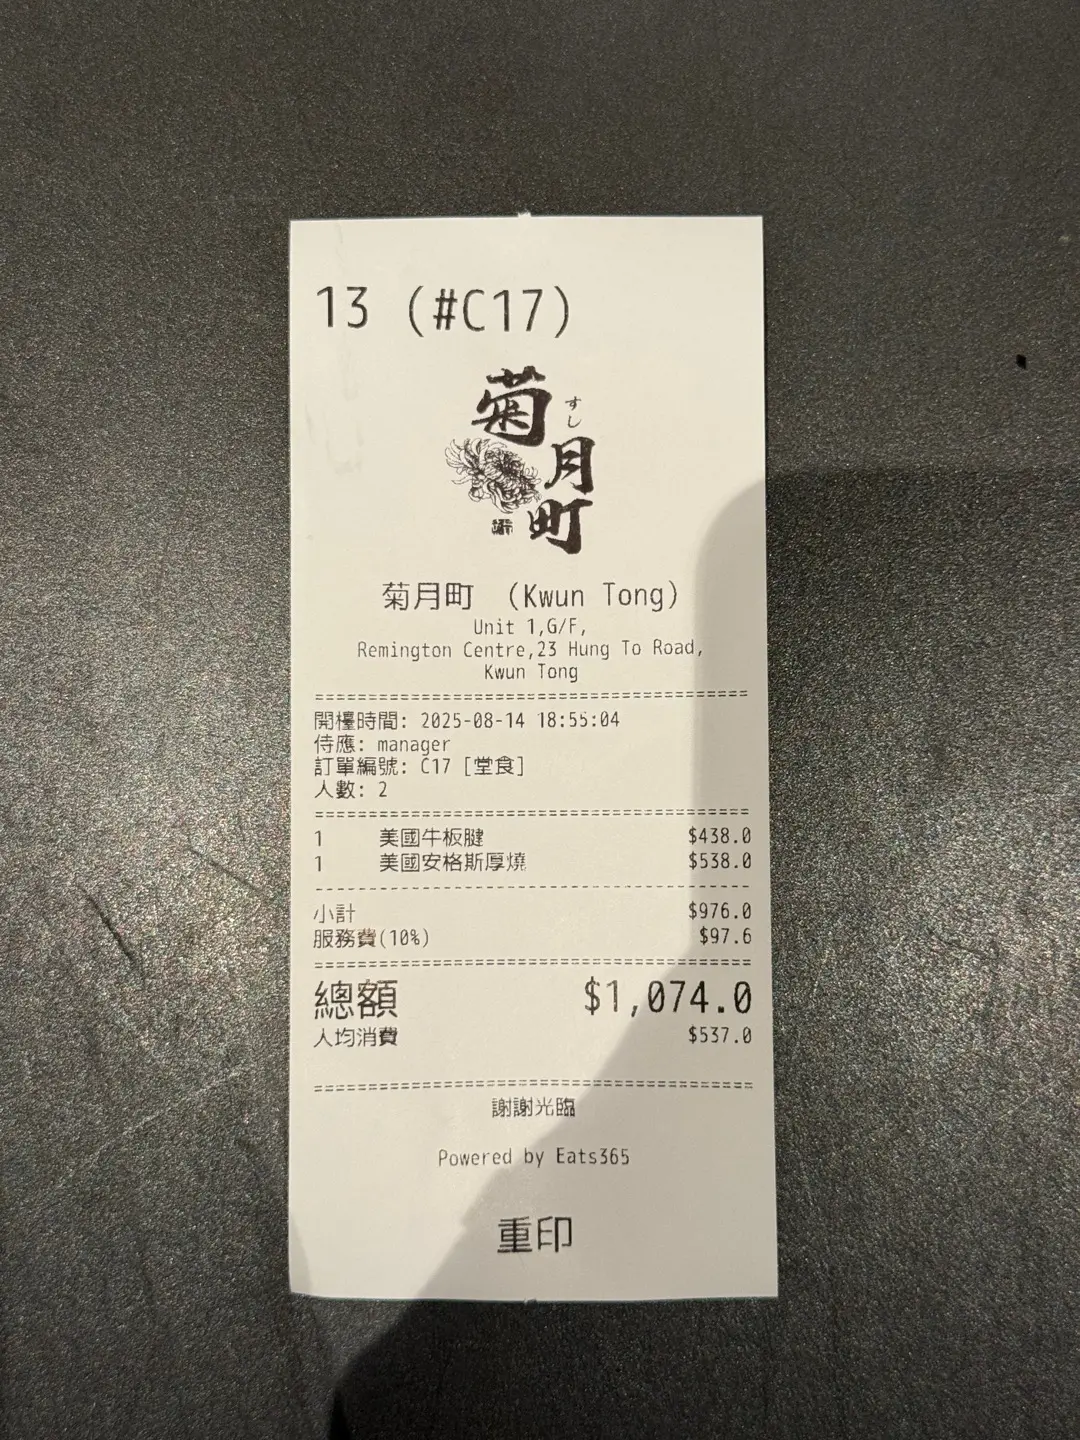 13 (#C17)
菊
すし
月
町
菊月町 (Kwun Tong)
Unit 1,G/F,
Remington Centre,23 Hung To Road,
Kwun Tong
開檯時間: 2025-08-14 18:55:04
侍應: manager
訂單編號: C17 [堂食]
人數: 2
1 美國牛板腱 $438.0
1 美國安格斯厚燒 $538.0
小計 $976.0
服務費(10%) $97.6
總額 $1,074.0
人均消費 $537.0
謝謝光臨
Powered by Eats365
重印